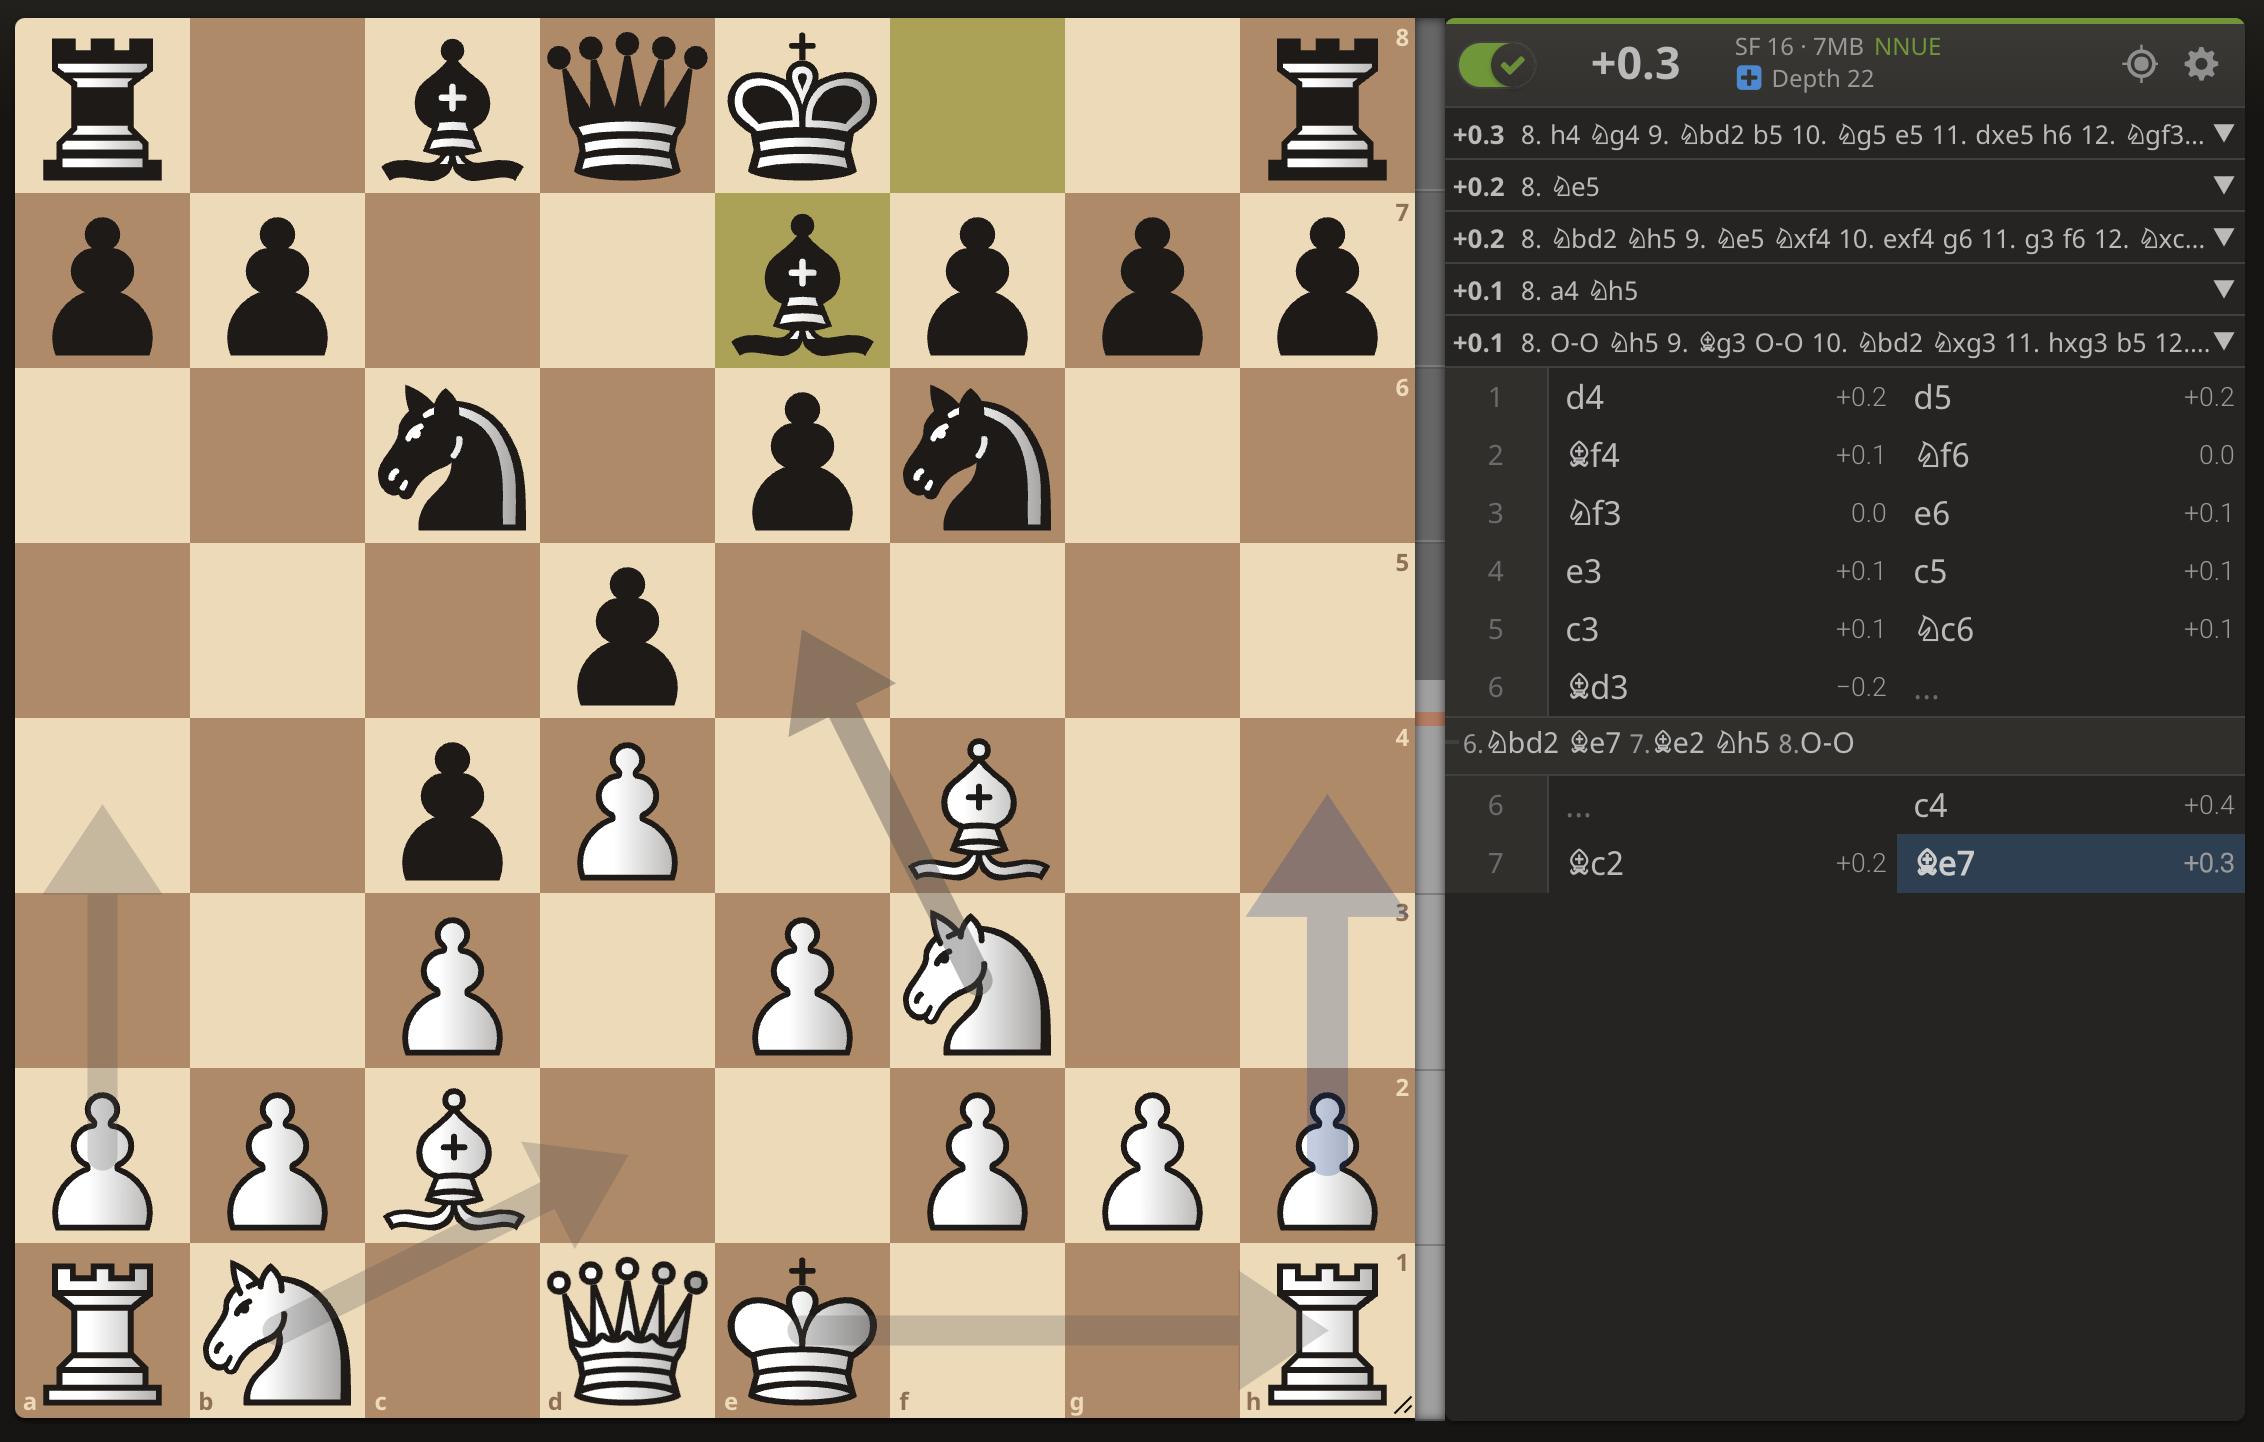 8
7
6
5
4
3
2
1
a b c d e f g h
+0.3 SF 16 · 7MB NNUE
Depth 22
+0.3 8. h4 ♘g4 9. ♘bd2 b5 10. ♘g5 e5 11. dxe5 h6 12. ♘gf3...
+0.2 8. ♘e5
+0.2 8. ♘bd2 ♘h5 9. ♘e5 ♘xf4 10. exf4 g6 11. g3 f6 12. ♘xc...
+0.1 8. a4 ♘h5
+0.1 8. O-O ♘h5 9. ♗g3 O-O 10. ♘bd2 ♘xg3 11. hxg3 b5 12....
1 d4 +0.2 d5 +0.2
2 ♗f4 +0.1 ♘f6 0.0
3 ♘f3 0.0 e6 +0.1
4 e3 +0.1 c5 +0.1
5 c3 +0.1 ♘c6 +0.1
6 ♗d3 −0.2 ...
6.♘bd2 ♗e7 7.♗e2 ♘h5 8.O-O
6 ... c4 +0.4
7 ♗c2 +0.2 ♗e7 +0.3